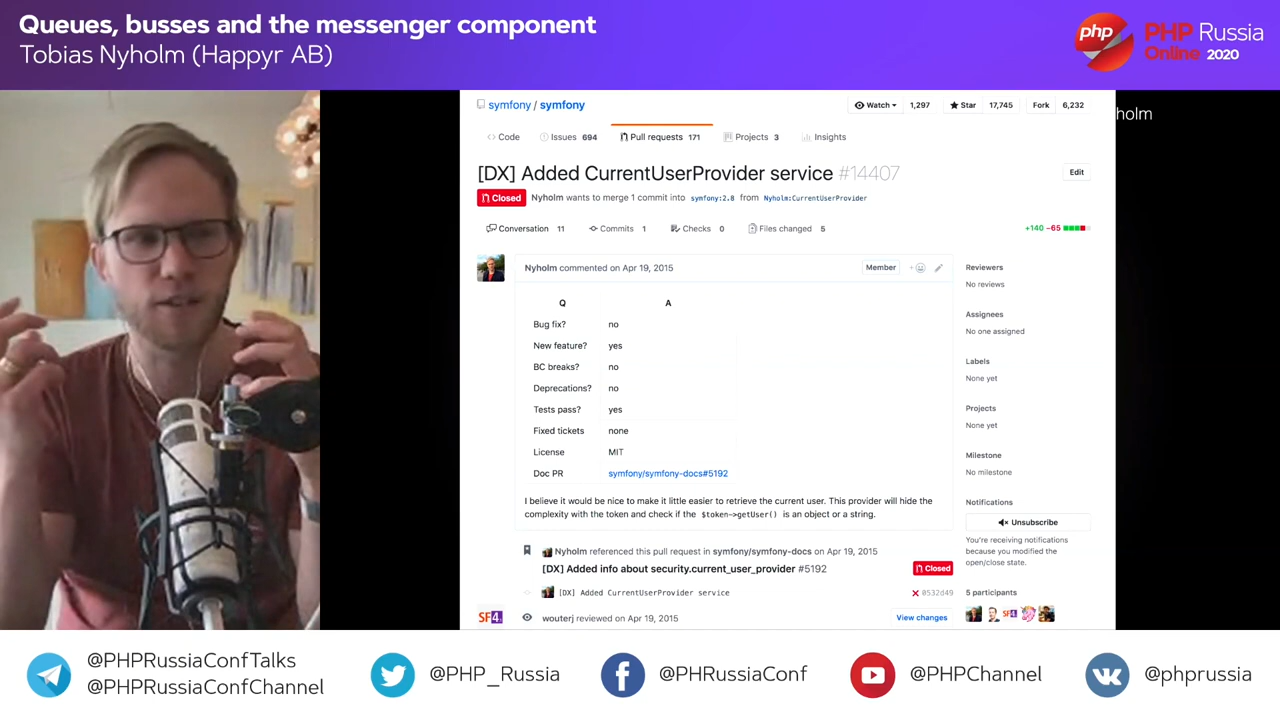 Queues, busses and the messenger component
Tobias Nyholm (Happyr AB)
php
PHP Russia
Online 2020
holm
symfony / symfony
Watch 1,297
Star 17,745
Fork 6,232
Code
Issues 694
Pull requests 171
Projects 3
Insights
[DX] Added CurrentUserProvider service #14407
Edit
Closed
Nyholm wants to merge 1 commit into symfony:2.8 from Nyholm:CurrentUserProvider
Conversation 11
Commits 1
Checks 0
Files changed 5
+140 −65
Nyholm commented on Apr 19, 2015
Member
Q A
Bug fix? no
New feature? yes
BC breaks? no
Deprecations? no
Tests pass? yes
Fixed tickets none
License MIT
Doc PR symfony/symfony-docs#5192
I believe it would be nice to make it little easier to retrieve the current user. This provider will hide the
complexity with the token and check if the $token->getUser() is an object or a string.
Nyholm referenced this pull request in symfony/symfony-docs on Apr 19, 2015
[DX] Added info about security.current_user_provider #5192
Closed
[DX] Added CurrentUserProvider service
0532d49
SF4
wouterj reviewed on Apr 19, 2015
View changes
Reviewers
No reviews
Assignees
No one assigned
Labels
None yet
Projects
None yet
Milestone
No milestone
Notifications
Unsubscribe
You're receiving notifications
because you modified the
open/close state.
5 participants
SF4
@PHPRussiaConfTalks
@PHPRussiaConfChannel
@PHP_Russia
@PHRussiaConf
@PHPChannel
@phprussia